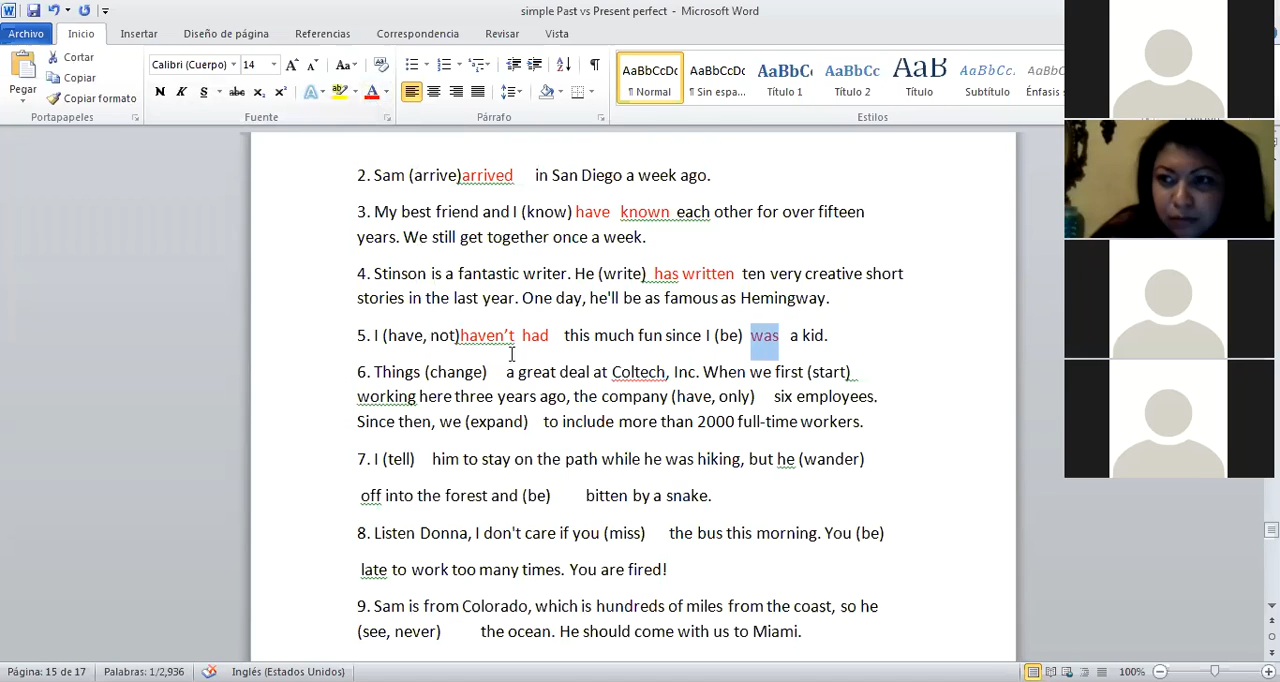 simple Past vs Present perfect - Microsoft Word
Archivo Inicio Insertar Diseño de página Referencias Correspondencia Revisar Vista
Cortar
Copiar
Copiar formato
Pegar
Portapapeles
Calibri (Cuerpo) 14
N K S abc x₂ x²
Fuente
Párrafo
AaBbCcDc AaBbCcDc AaBbC AaBbCc AaB AaBbCc AaBbCcD
¶ Normal ¶ Sin espa... Título 1 Título 2 Título Subtítulo Énfasis
Estilos
2. Sam (arrive)arrived in San Diego a week ago.
3. My best friend and I (know) have known each other for over fifteen
years. We still get together once a week.
4. Stinson is a fantastic writer. He (write) has written ten very creative short
stories in the last year. One day, he'll be as famous as Hemingway.
5. I (have, not)haven't had this much fun since I (be) was a kid.
6. Things (change) a great deal at Coltech, Inc. When we first (start)
working here three years ago, the company (have, only) six employees.
Since then, we (expand) to include more than 2000 full-time workers.
7. I (tell) him to stay on the path while he was hiking, but he (wander)
off into the forest and (be) bitten by a snake.
8. Listen Donna, I don't care if you (miss) the bus this morning. You (be)
late to work too many times. You are fired!
9. Sam is from Colorado, which is hundreds of miles from the coast, so he
(see, never) the ocean. He should come with us to Miami.
Página: 15 de 17 Palabras: 1/2,936 Inglés (Estados Unidos) 100%